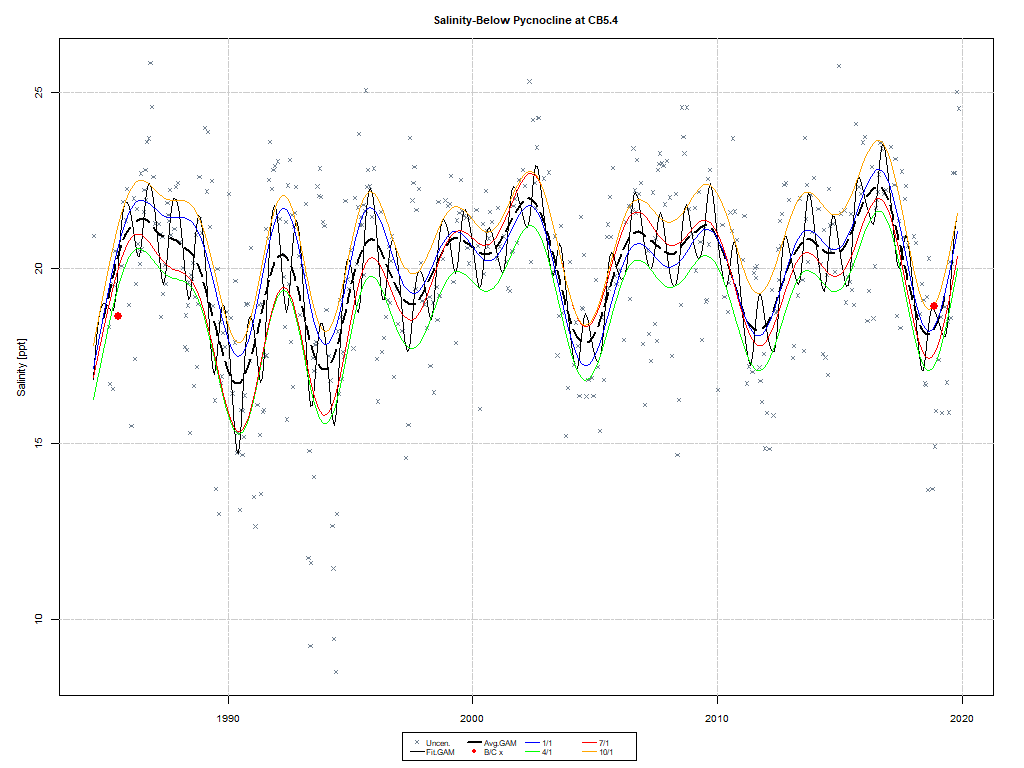 Salinity-Below Pycnocline at CB5.4
25
20
15
10
Salinity [ppt]
1990
2000
2010
2020
Uncen. Avg.GAM 1/1 7/1
Fit.GAM B/C x 4/1 10/1